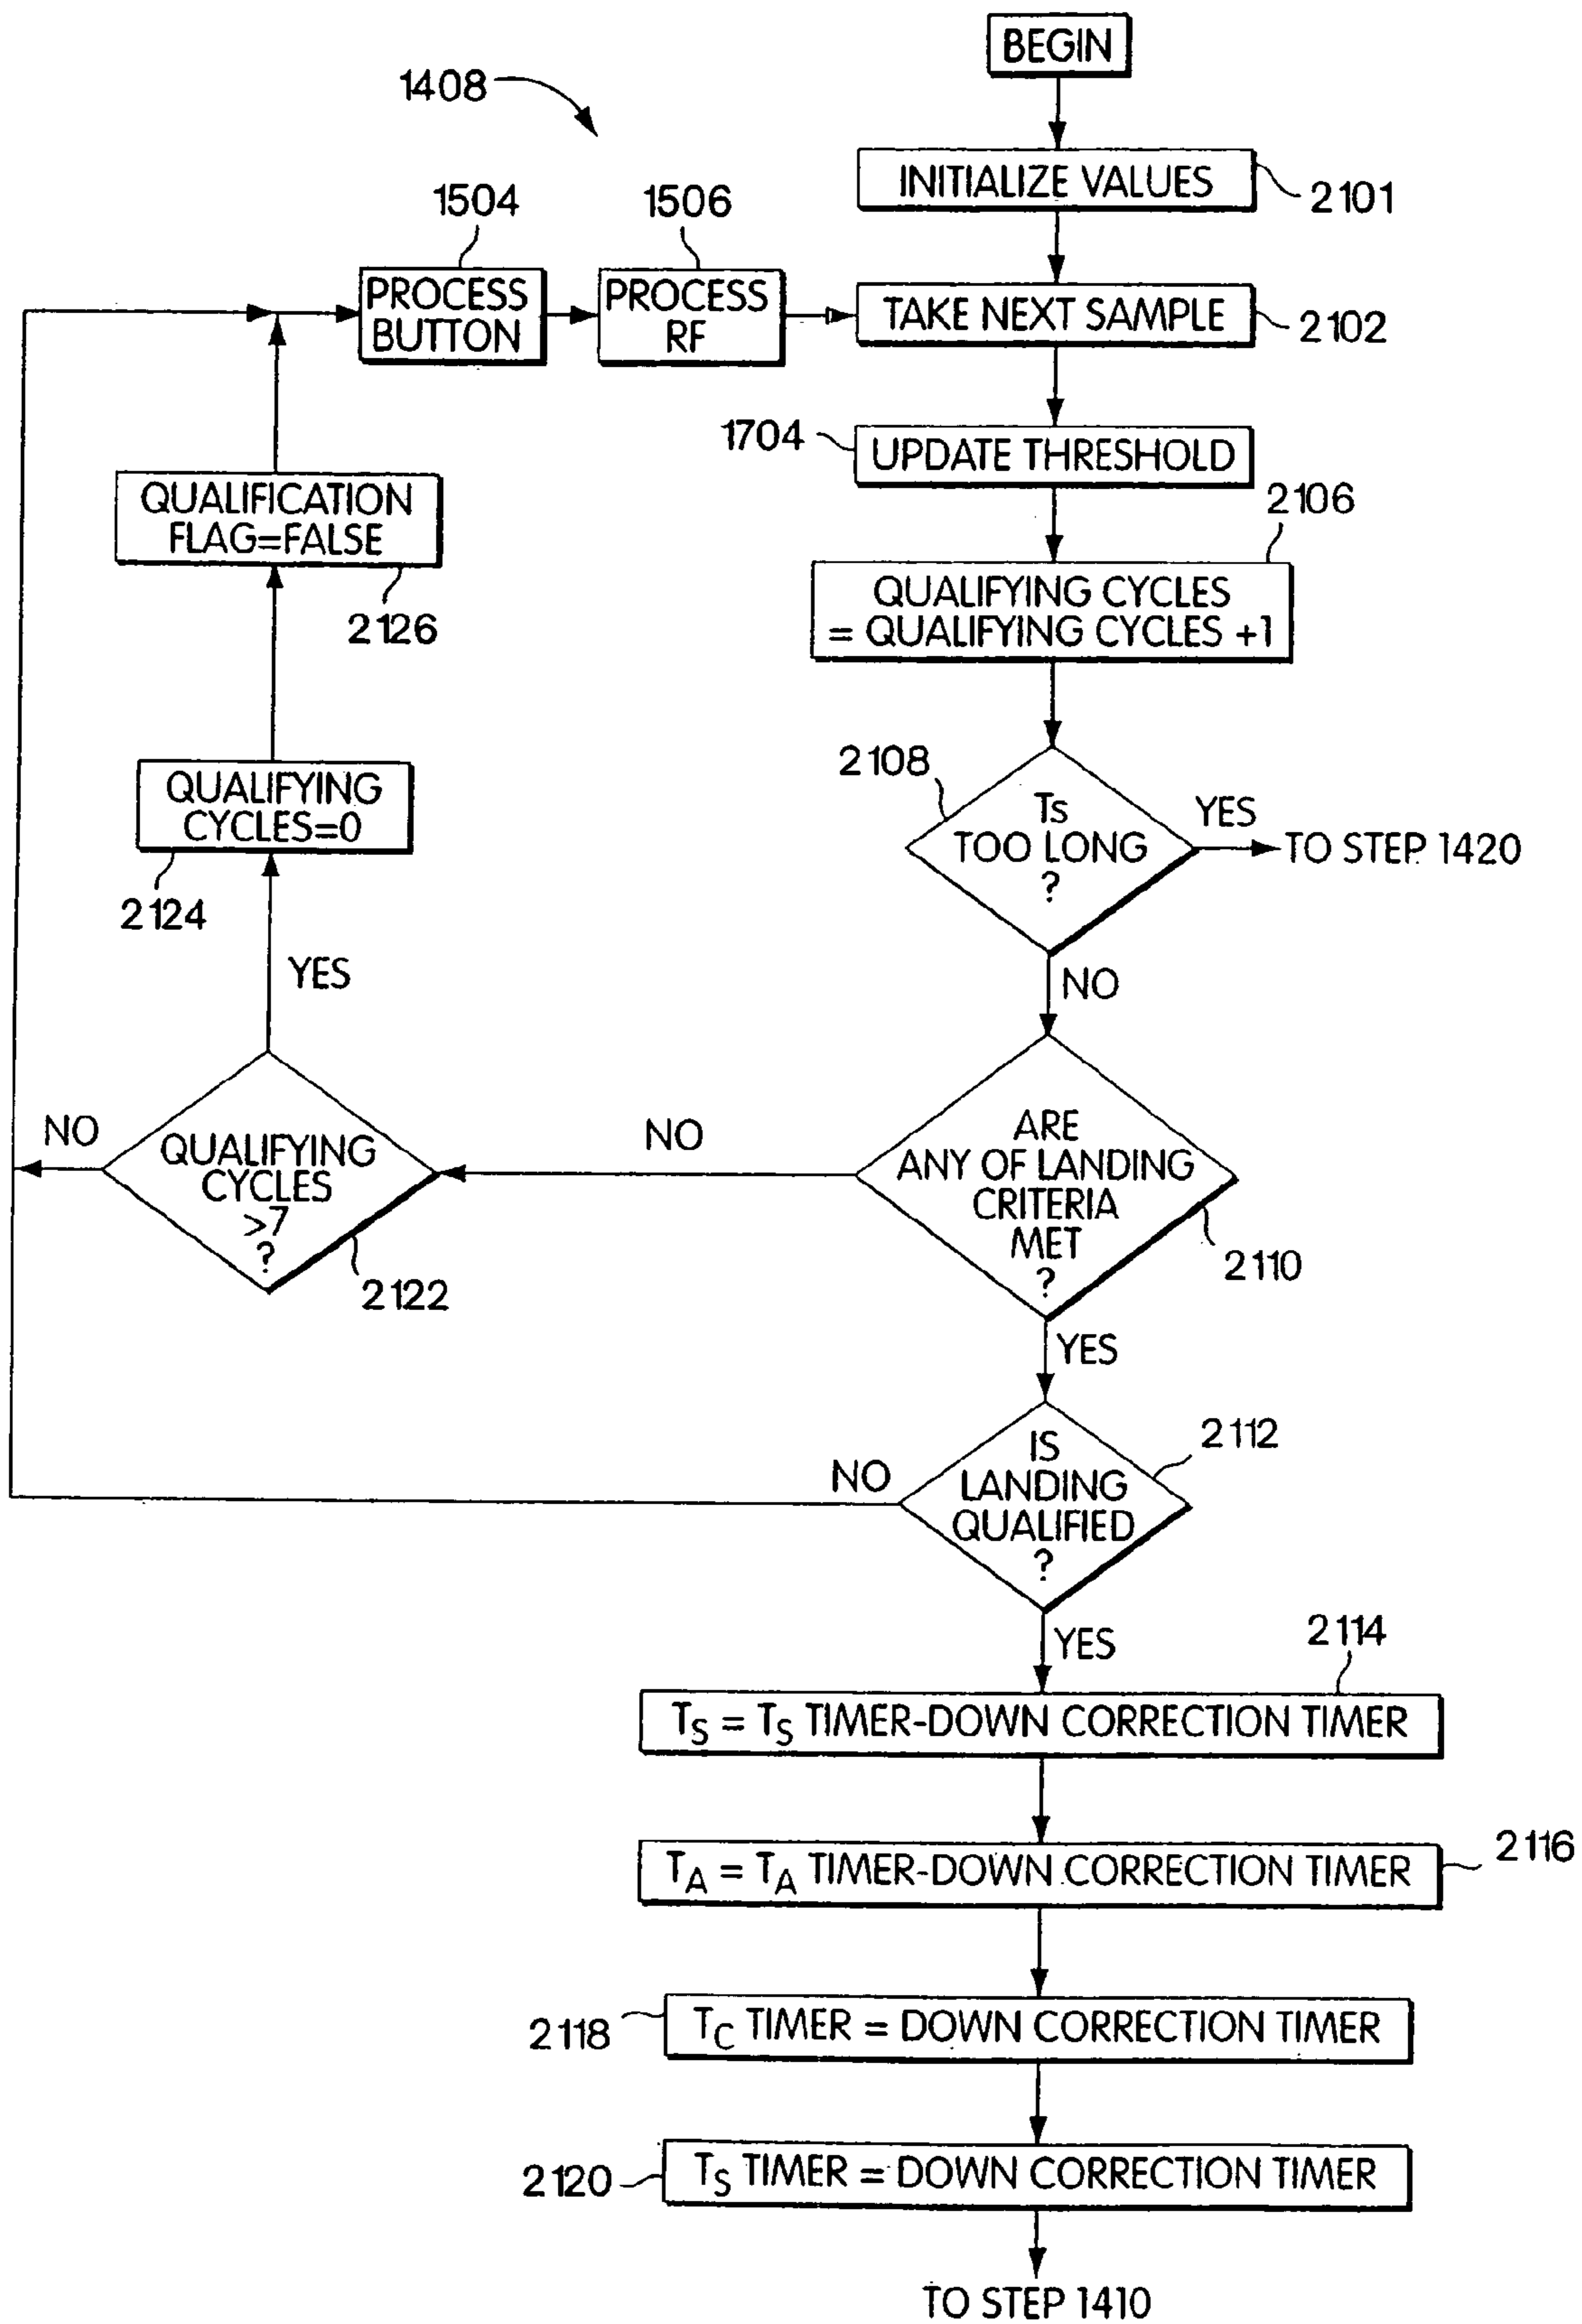 BEGIN
1408
INITIALIZE VALUES
2101
1504
1506
PROCESS
BUTTON
PROCESS
RF
TAKE NEXT SAMPLE
2102
1704
UPDATE THRESHOLD
2106
QUALIFICATION
FLAG=FALSE
2126
QUALIFYING CYCLES
= QUALIFYING CYCLES +1
2108
Ts
TOO LONG
?
YES
TO STEP 1420
QUALIFYING
CYCLES=0
2124
YES
NO
ARE
ANY OF LANDING
CRITERIA
MET
?
2110
NO
NO
QUALIFYING
CYCLES
>7
?
2122
YES
IS
LANDING
QUALIFIED
?
2112
NO
YES
2114
TS = TS TIMER-DOWN CORRECTION TIMER
TA = TA TIMER-DOWN CORRECTION TIMER
2116
2118
TC TIMER = DOWN CORRECTION TIMER
2120
TS TIMER = DOWN CORRECTION TIMER
TO STEP 1410